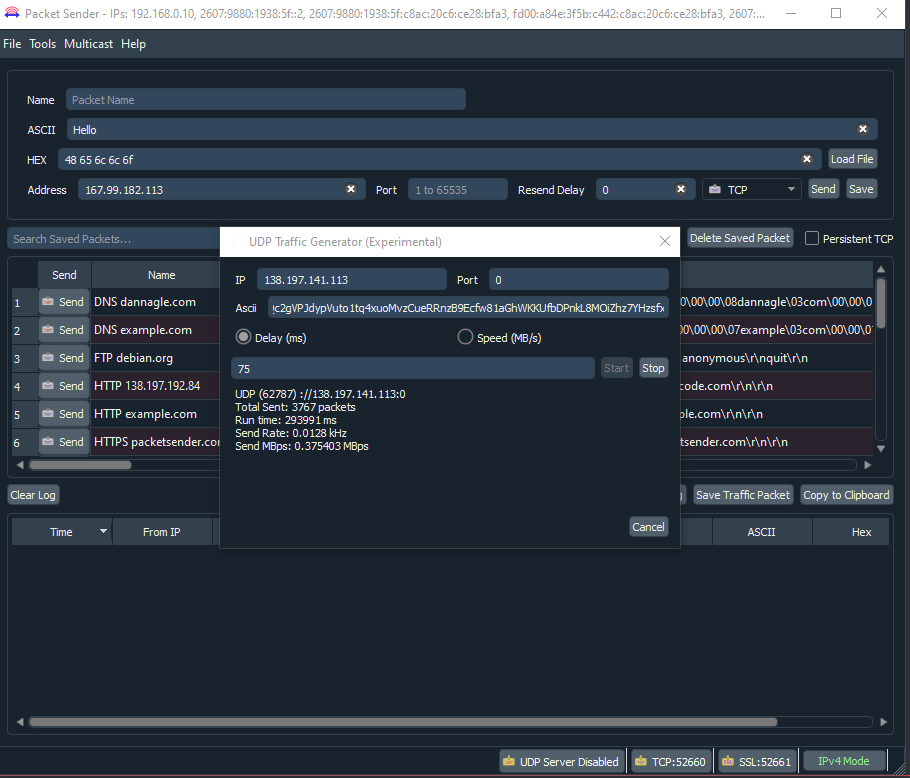 Packet Sender - IPs: 192.168.0.10, 2607:9880:1938:5f::2, 2607:9880:1938:5f:c8ac:20c6:ce28:bfa3, fd00:a84e:3f5b:c442:c8ac:20c6:ce28:bfa3, 2607:...
File Tools Multicast Help
Name Packet Name
ASCII Hello
HEX 48 65 6c 6c 6f Load File
Address 167.99.182.113 Port 1 to 65535 Resend Delay 0 TCP Send Save
Search Saved Packets... Delete Saved Packet Persistent TCP
UDP Traffic Generator (Experimental)
IP 138.197.141.113 Port 0
Ascii c2gVPJdypVuto1tq4xuoMvzCueRRnzB9Ecfw81aGhWKKUfbDPnkL8MOiZhz7YHzsfx
Delay (ms) Speed (MB/s)
75 Start Stop
UDP (62787) ://138.197.141.113:0
Total Sent: 3767 packets
Run time: 293991 ms
Send Rate: 0.0128 kHz
Send MBps: 0.375403 MBps
Cancel
Send Name
1 Send DNS dannagle.com \00\00\00\08dannagle\03com\00\00\0
2 Send DNS example.com \00\00\00\07example\03com\00\00\0
3 Send FTP debian.org anonymous\r\nquit\r\n
4 Send HTTP 138.197.192.84 code.com\r\n\r\n
5 Send HTTP example.com ple.com\r\n\r\n
6 Send HTTPS packetsender.com tsender.com\r\n\r\n
Clear Log Save Traffic Packet Copy to Clipboard
Time From IP ASCII Hex
UDP Server Disabled TCP:52660 SSL:52661 IPv4 Mode